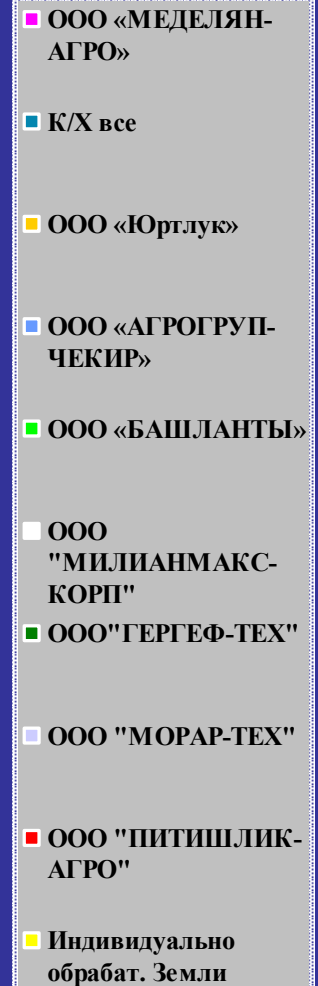 ООО «МЕДЕЛЯН-
АГРО»
К/Х все
ООО «Юртлук»
ООО «АГРОГРУП-
ЧЕКИР»
ООО «БАШЛАНТЫ»
ООО
"МИЛИАНМАКС-
КОРП"
ООО"ГЕРГЕФ-ТЕХ"
ООО "МОРАР-ТЕХ"
ООО "ПИТИШЛИК-
АГРО"
Индивидуально
обрабат. Земли